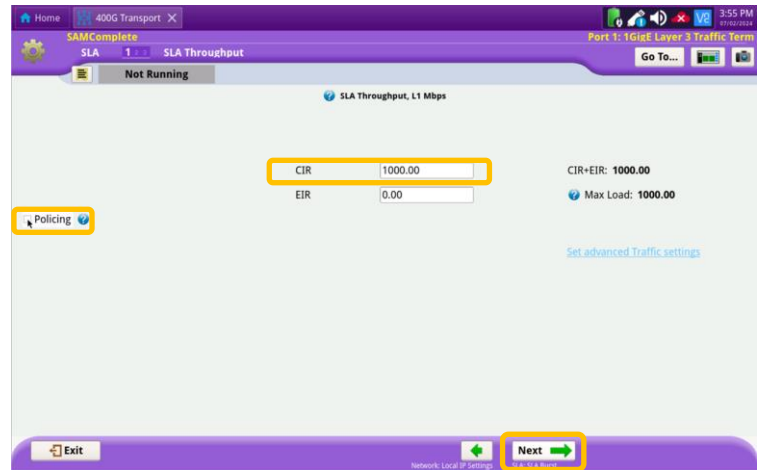 Home 400G Transport X 3:55 PM
V2 07/02/2024
SAMComplete Port 1: 1GigE Layer 3 Traffic Term
SLA 1 SLA Throughput Go To...
Not Running
SLA Throughput, L1 Mbps
CIR 1000.00 CIR+EIR: 1000.00
EIR 0.00 Max Load: 1000.00
Policing
Set advanced Traffic settings
Exit Next
Network: Local IP Settings SLA: SLA Burst